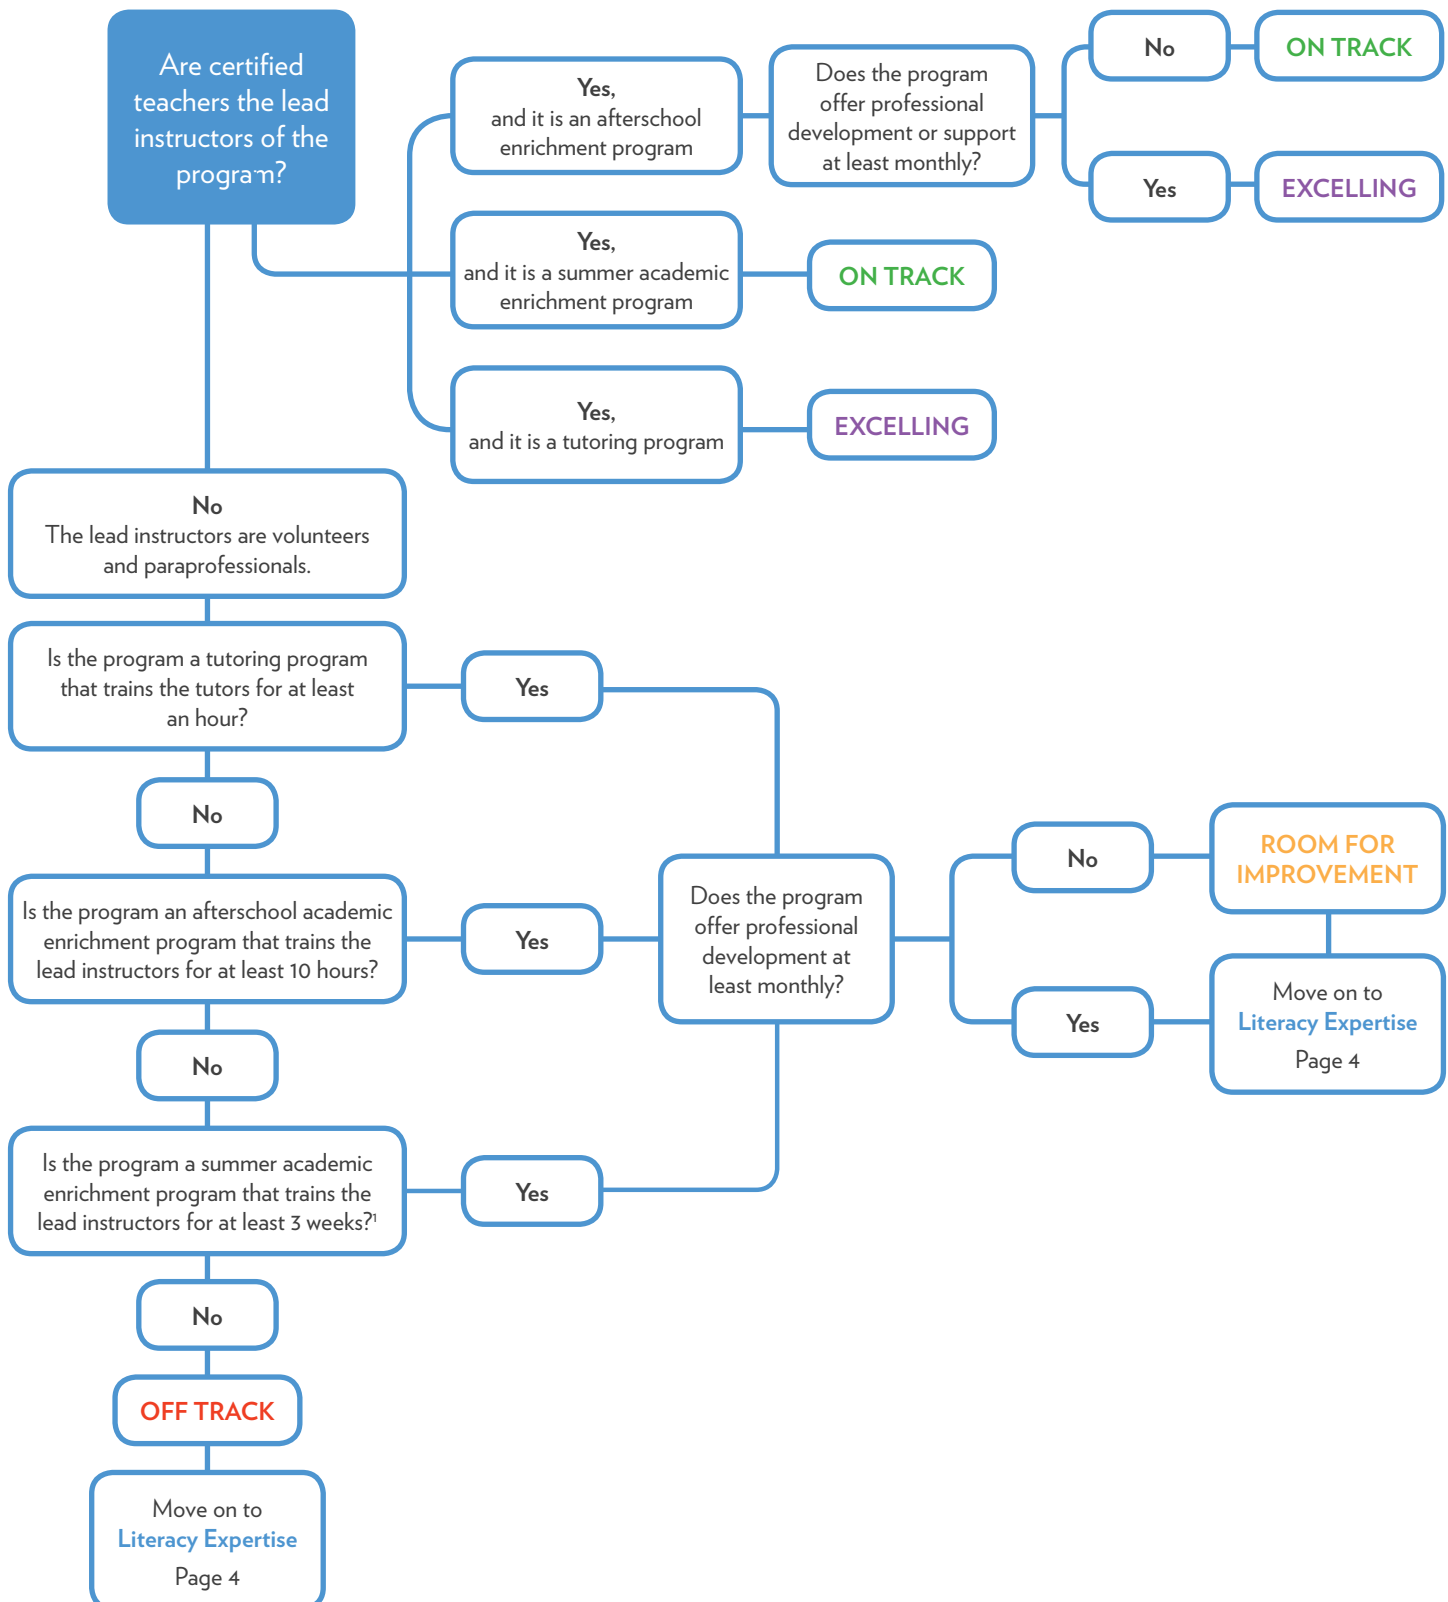 Are certified
teachers the lead
instructors of the
program?
Yes,
and it is an afterschool
enrichment program
Does the program
offer professional
development or support
at least monthly?
No
ON TRACK
Yes
EXCELLING
Yes,
and it is a summer academic
enrichment program
ON TRACK
Yes,
and it is a tutoring program
EXCELLING
No
The lead instructors are volunteers
and paraprofessionals.
Is the program a tutoring program
that trains the tutors for at least
an hour?
Yes
No
Is the program an afterschool academic
enrichment program that trains the
lead instructors for at least 10 hours?
Yes
Does the program
offer professional
development at
least monthly?
No
ROOM FOR
IMPROVEMENT
Yes
Move on to
Literacy Expertise
Page 4
No
Is the program a summer academic
enrichment program that trains the
lead instructors for at least 3 weeks?¹
Yes
No
OFF TRACK
Move on to
Literacy Expertise
Page 4